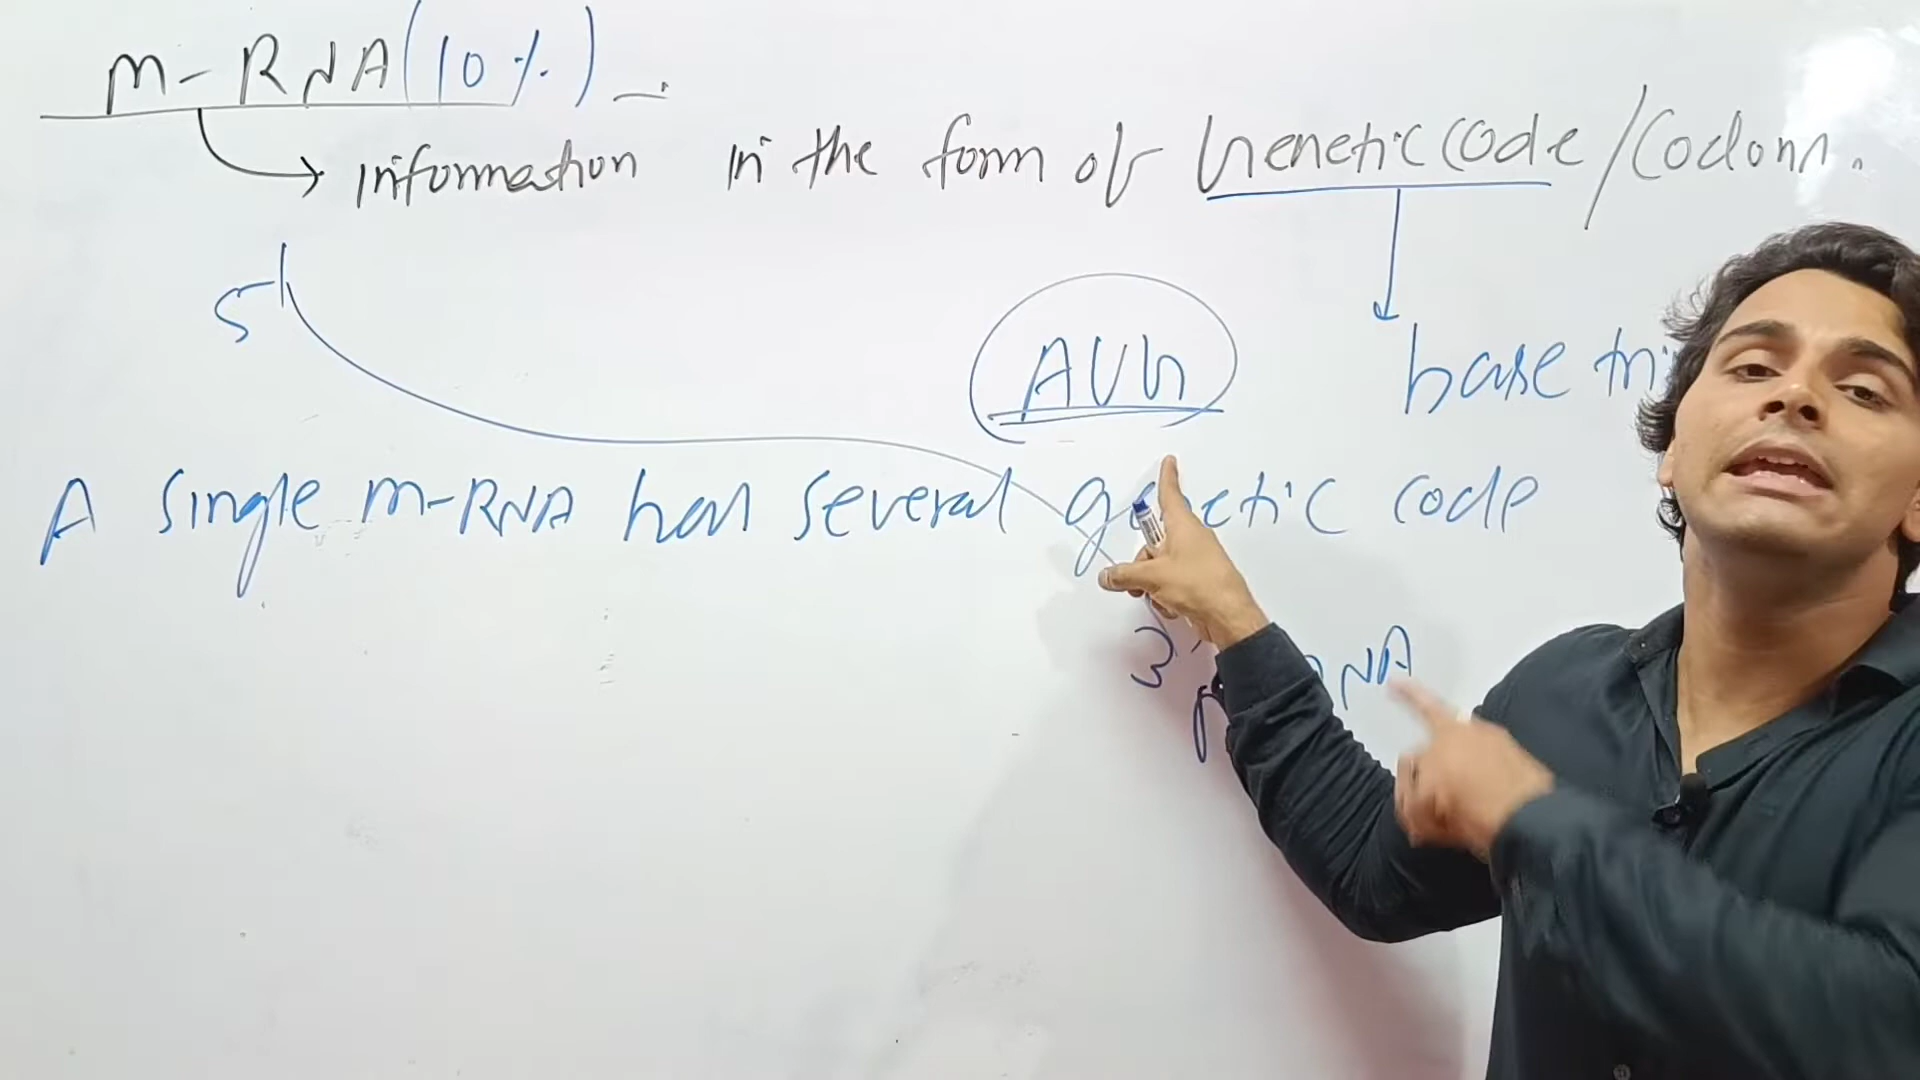 m-RNA (10%) -
Information in the form of Genetic code/Codons.
5'
AUG
base tri
A single m-RNA has several genetic code
3'